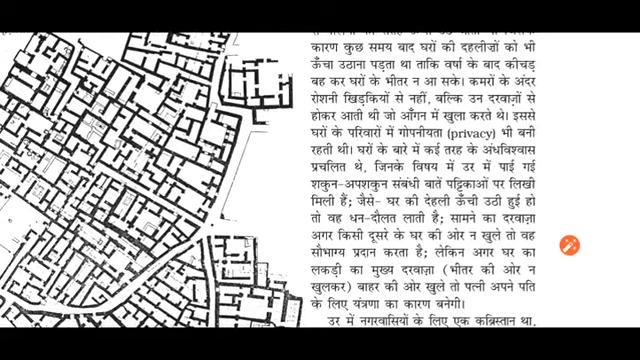 कारण कुछ समय बाद घरों की दहलीजों को भी
ऊँचा उठाना पड़ता था ताकि वर्षा के बाद कीचड़
बह कर घरों के भीतर न आ सके। कमरों के अंदर
रोशनी खिड़कियों से नहीं, बल्कि उन दरवाज़ों से
होकर आती थी जो आँगन में खुला करते थे। इससे
घरों के परिवारों में गोपनीयता (privacy) भी बनी
रहती थी। घरों के बारे में कई तरह के अंधविश्वास
प्रचलित थे, जिनके विषय में उर में पाई गई
शकुन-अपशकुन संबंधी बातें पट्टिकाओं पर लिखी
मिली हैं; जैसे- घर की देहली ऊँची उठी हुई हो
तो वह धन-दौलत लाती है; सामने का दरवाज़ा
अगर किसी दूसरे के घर की ओर न खुले तो वह
सौभाग्य प्रदान करता है; लेकिन अगर घर का
लकड़ी का मुख्य दरवाज़ा (भीतर की ओर न
खुलकर) बाहर की ओर खुले तो पत्नी अपने पति
के लिए यंत्रणा का कारण बनेगी।
उर में नगरवासियों के लिए एक कब्रिस्तान था,